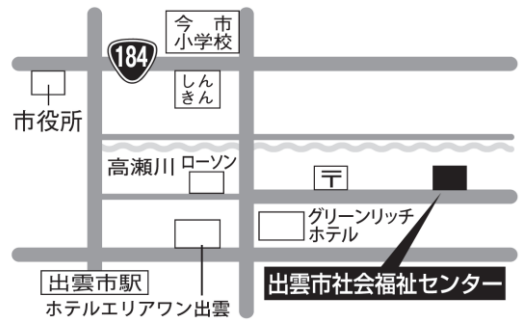 今 市
小学校
184
しん
きん
市役所
高瀬川
ローソン
〒
グリーンリッチ
ホテル
出雲市社会福祉センター
出雲市駅
ホテルエリアワン出雲